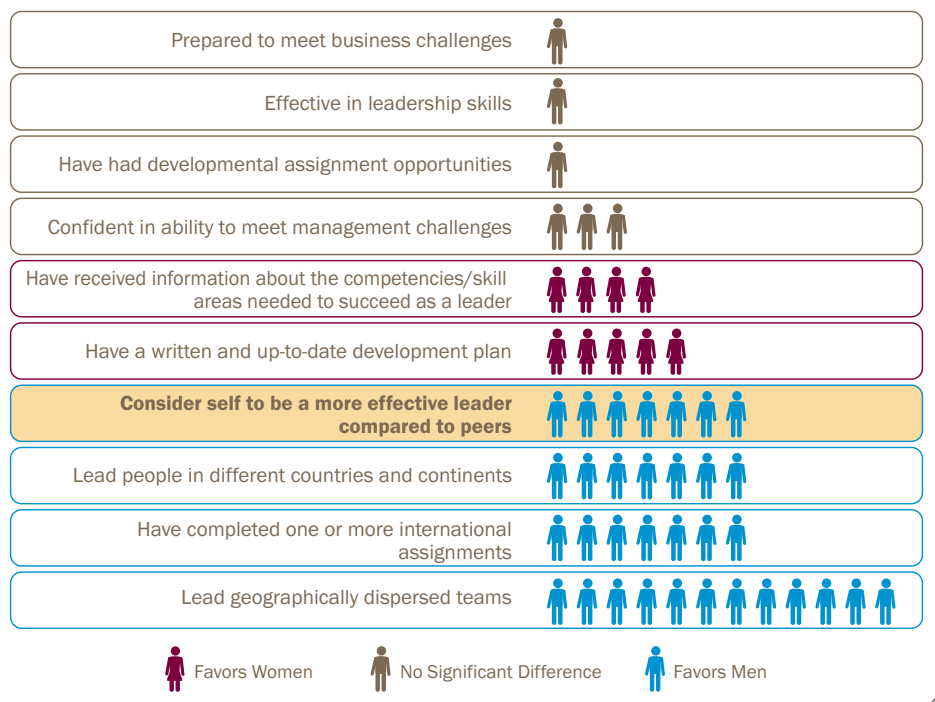 Prepared to meet business challenges
Effective in leadership skills
Have had developmental assignment opportunities
Confident in ability to meet management challenges
Have received information about the competencies/skill
areas needed to succeed as a leader
Have a written and up-to-date development plan
Consider self to be a more effective leader
compared to peers
Lead people in different countries and continents
Have completed one or more international
assignments
Lead geographically dispersed teams
Favors Women
No Significant Difference
Favors Men